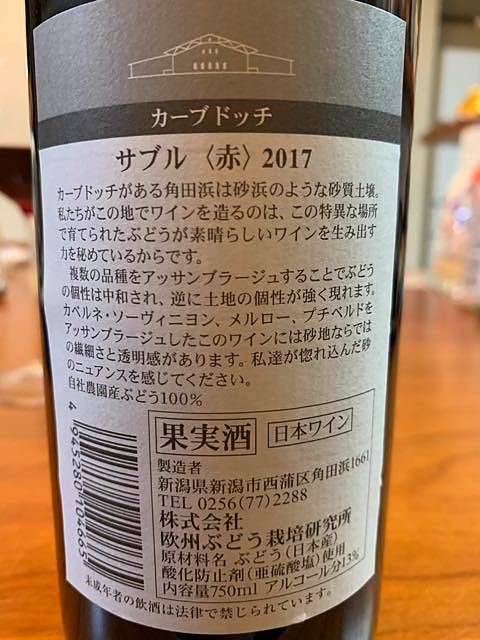 カーブドッチ
サブル〈赤〉2017
カーブドッチがある角田浜は砂浜のような砂質土壌。
私たちがこの地でワインを造るのは、この特異な場所
で育てられたぶどうが素晴らしいワインを生み出す
力を秘めているからです。
複数の品種をアッサンブラージュすることでぶどう
の個性は中和され、逆に土地の個性が強く現れます。
カベルネ・ソーヴィニヨン、メルロー、プチベルドを
アッサンブラージュしたこのワインには砂地ならでは
の繊細さと透明感があります。私達が惚れ込んだ砂
のニュアンスを感じてください。
自社農園産ぶどう100%
果実酒 日本ワイン
製造者
新潟県新潟市西蒲区角田浜1661
TEL 0256(77)2288
株式会社
欧州ぶどう栽培研究所
原材料名 ぶどう(日本産)
酸化防止剤(亜硫酸塩)使用
内容量750ml アルコール分13%
4 945280 104665
未成年者の飲酒は法律で禁じられています。